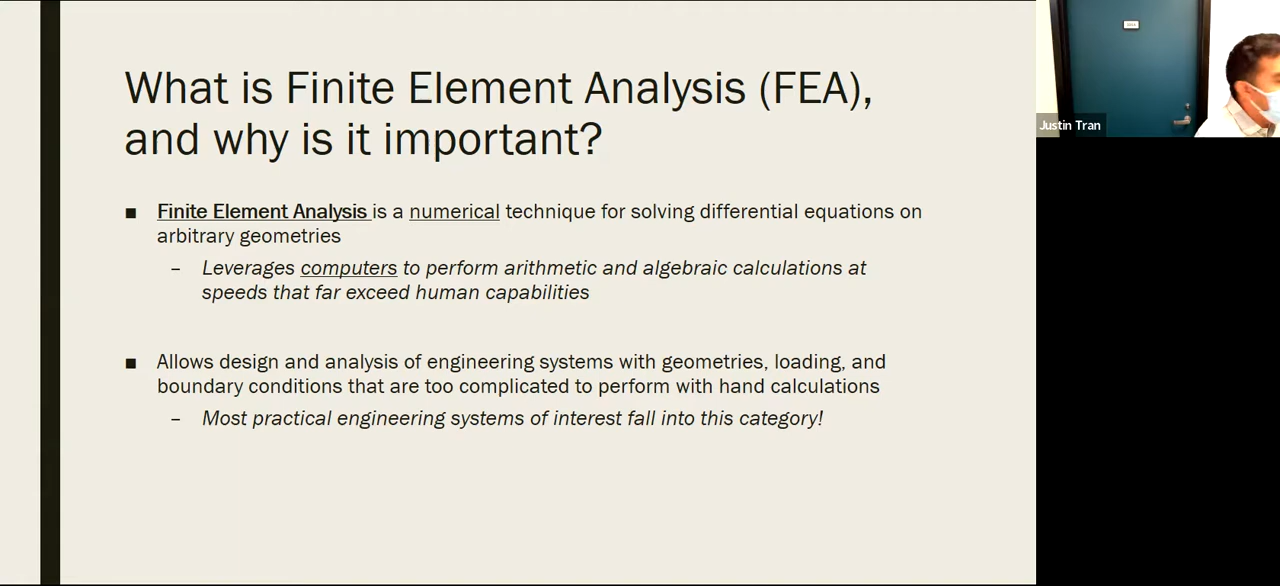 What is Finite Element Analysis (FEA),
and why is it important?
■ Finite Element Analysis is a numerical technique for solving differential equations on
arbitrary geometries
– Leverages computers to perform arithmetic and algebraic calculations at
speeds that far exceed human capabilities
■ Allows design and analysis of engineering systems with geometries, loading, and
boundary conditions that are too complicated to perform with hand calculations
– Most practical engineering systems of interest fall into this category!
Justin Tran